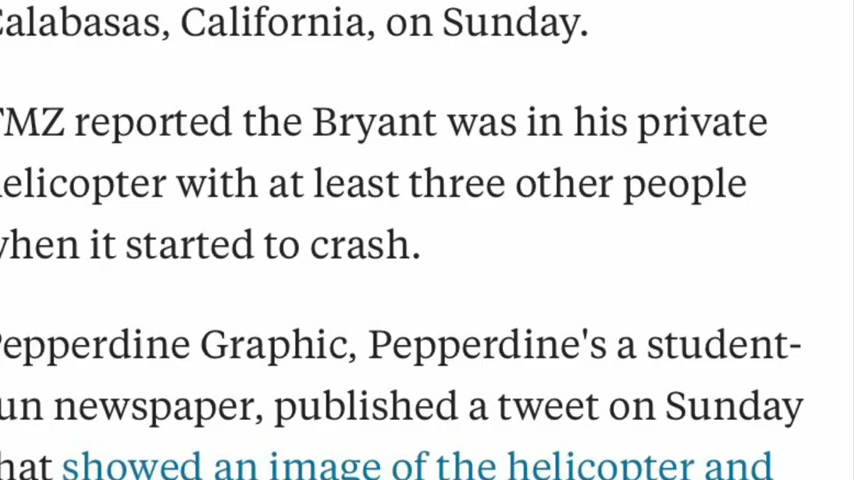 Calabasas, California, on Sunday.
TMZ reported the Bryant was in his private
helicopter with at least three other people
when it started to crash.
Pepperdine Graphic, Pepperdine's a student-
run newspaper, published a tweet on Sunday
that showed an image of the helicopter and